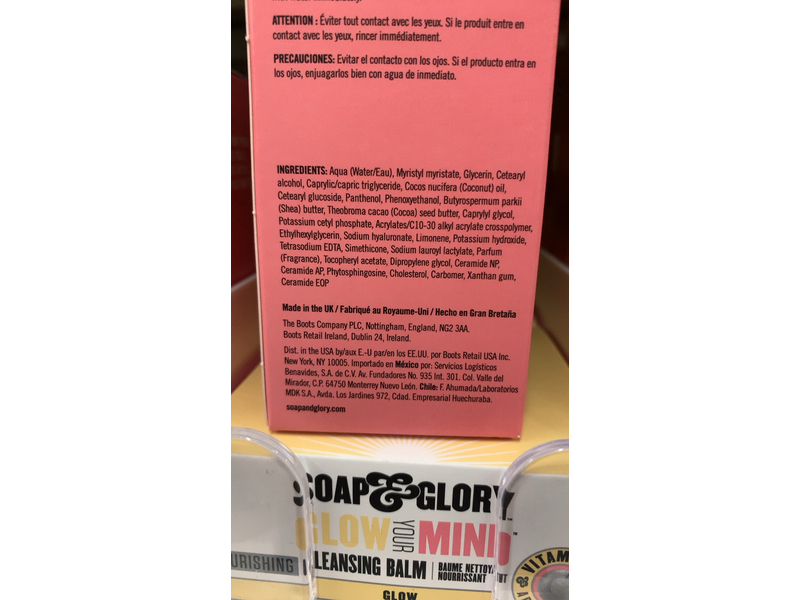 ATTENTION : Éviter tout contact avec les yeux. Si le produit entre en
contact avec les yeux, rincer immédiatement.
PRECAUCIONES: Evitar el contacto con los ojos. Si el producto entra en
los ojos, enjuagarlos bien con agua de inmediato.
INGREDIENTS: Aqua (Water/Eau), Myristyl myristate, Glycerin, Cetearyl
alcohol, Caprylic/capric triglyceride, Cocos nucifera (Coconut) oil,
Cetearyl glucoside, Panthenol, Phenoxyethanol, Butyrospermum parkii
(Shea) butter, Theobroma cacao (Cocoa) seed butter, Caprylyl glycol,
Potassium cetyl phosphate, Acrylates/C10-30 alkyl acrylate crosspolymer,
Ethylhexylglycerin, Sodium hyaluronate, Limonene, Potassium hydroxide,
Tetrasodium EDTA, Simethicone, Sodium lauroyl lactylate, Parfum
(Fragrance), Tocopheryl acetate, Dipropylene glycol, Ceramide NP,
Ceramide AP, Phytosphingosine, Cholesterol, Carbomer, Xanthan gum,
Ceramide EOP
Made in the UK / Fabriqué au Royaume-Uni / Hecho en Gran Bretaña
The Boots Company PLC, Nottingham, England, NG2 3AA.
Boots Retail Ireland, Dublin 24, Ireland.
Dist. in the USA by/aux E.-U par/en los EE.UU. por Boots Retail USA Inc.
New York, NY 10005. Importado en México por: Servicios Logísticos
Benavides, S.A. de C.V. Av. Fundadores No. 935 Int. 301. Col. Valle del
Mirador, C.P. 64750 Monterrey Nuevo León. Chile: F. Ahumada/Laboratorios
MDK S.A., Avda. Los Jardines 972, Cdad. Empresarial Huechuraba.
soapandglory.com
SOAP & GLORY
GLOW YOUR MIND
CLEANSING BALM
BAUME NETTOYANT
NOURRISSANT
URISHING
GLOW
VITAM